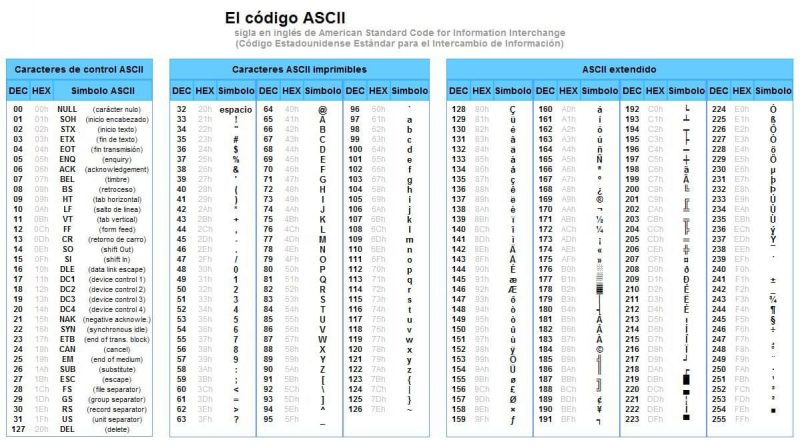 El código ASCII
sigla en inglés de American Standard Code for Information Interchange
(Código Estadounidense Estándar para el Intercambio de Información)
Caracteres de control ASCII Caracteres ASCII imprimibles ASCII extendido
DEC HEX Simbolo ASCII DEC HEX Simbolo DEC HEX Simbolo DEC HEX Simbolo DEC HEX Simbolo DEC HEX Simbolo DEC HEX Simbolo DEC HEX Simbolo
00 00h NULL (carácter nulo) 32 20h espacio 64 40h @ 96 60h ` 128 80h Ç 160 A0h á 192 C0h └ 224 E0h Ó
01 01h SOH (inicio encabezado) 33 21h ! 65 41h A 97 61h a 129 81h ü 161 A1h í 193 C1h ┴ 225 E1h ß
02 02h STX (inicio texto) 34 22h " 66 42h B 98 62h b 130 82h é 162 A2h ó 194 C2h ┬ 226 E2h Ô
03 03h ETX (fin de texto) 35 23h # 67 43h C 99 63h c 131 83h â 163 A3h ú 195 C3h ├ 227 E3h Ò
04 04h EOT (fin transmisión) 36 24h $ 68 44h D 100 64h d 132 84h ä 164 A4h ñ 196 C4h ─ 228 E4h õ
05 05h ENQ (enquiry) 37 25h % 69 45h E 101 65h e 133 85h à 165 A5h Ñ 197 C5h ┼ 229 E5h Õ
06 06h ACK (acknowledgement) 38 26h & 70 46h F 102 66h f 134 86h å 166 A6h ª 198 C6h ã 230 E6h µ
07 07h BEL (timbre) 39 27h ' 71 47h G 103 67h g 135 87h ç 167 A7h º 199 C7h Ã 231 E7h þ
08 08h BS (retroceso) 40 28h ( 72 48h H 104 68h h 136 88h ê 168 A8h ¿ 200 C8h ╚ 232 E8h Þ
09 09h HT (tab horizontal) 41 29h ) 73 49h I 105 69h i 137 89h ë 169 A9h ® 201 C9h ╔ 233 E9h Ú
10 0Ah LF (salto de linea) 42 2Ah * 74 4Ah J 106 6Ah j 138 8Ah è 170 AAh ¬ 202 CAh ╩ 234 EAh Û
11 0Bh VT (tab vertical) 43 2Bh + 75 4Bh K 107 6Bh k 139 8Bh ï 171 ABh ½ 203 CBh ╦ 235 EBh Ù
12 0Ch FF (form feed) 44 2Ch , 76 4Ch L 108 6Ch l 140 8Ch î 172 ACh ¼ 204 CCh ╠ 236 ECh ý
13 0Dh CR (retorno de carro) 45 2Dh - 77 4Dh M 109 6Dh m 141 8Dh ì 173 ADh ¡ 205 CDh ═ 237 EDh Ý
14 0Eh SO (shift Out) 46 2Eh . 78 4Eh N 110 6Eh n 142 8Eh Ä 174 AEh « 206 CEh ╬ 238 EEh ¯
15 0Fh SI (shift In) 47 2Fh / 79 4Fh O 111 6Fh o 143 8Fh Å 175 AFh » 207 CFh ¤ 239 EFh ´
16 10h DLE (data link escape) 48 30h 0 80 50h P 112 70h p 144 90h É 176 B0h ░ 208 D0h ð 240 F0h
17 11h DC1 (device control 1) 49 31h 1 81 51h Q 113 71h q 145 91h æ 177 B1h ▒ 209 D1h Ð 241 F1h ±
18 12h DC2 (device control 2) 50 32h 2 82 52h R 114 72h r 146 92h Æ 178 B2h ▓ 210 D2h Ê 242 F2h ‗
19 13h DC3 (device control 3) 51 33h 3 83 53h S 115 73h s 147 93h ô 179 B3h │ 211 D3h Ë 243 F3h ¾
20 14h DC4 (device control 4) 52 34h 4 84 54h T 116 74h t 148 94h ö 180 B4h ┤ 212 D4h È 244 F4h ¶
21 15h NAK (negative acknowle.) 53 35h 5 85 55h U 117 75h u 149 95h ò 181 B5h Á 213 D5h ı 245 F5h §
22 16h SYN (synchronous idle) 54 36h 6 86 56h V 118 76h v 150 96h û 182 B6h Â 214 D6h Í 246 F6h ÷
23 17h ETB (end of trans. block) 55 37h 7 87 57h W 119 77h w 151 97h ù 183 B7h À 215 D7h Î 247 F7h ¸
24 18h CAN (cancel) 56 38h 8 88 58h X 120 78h x 152 98h ÿ 184 B8h © 216 D8h Ï 248 F8h °
25 19h EM (end of medium) 57 39h 9 89 59h Y 121 79h y 153 99h Ö 185 B9h ╣ 217 D9h ┘ 249 F9h ¨
26 1Ah SUB (substitute) 58 3Ah : 90 5Ah Z 122 7Ah z 154 9Ah Ü 186 BAh ║ 218 DAh ┌ 250 FAh ·
27 1Bh ESC (escape) 59 3Bh ; 91 5Bh [ 123 7Bh { 155 9Bh ø 187 BBh ╗ 219 DBh █ 251 FBh ¹
28 1Ch FS (file separator) 60 3Ch < 92 5Ch \ 124 7Ch | 156 9Ch £ 188 BCh ╝ 220 DCh ▄ 252 FCh ³
29 1Dh GS (group separator) 61 3Dh = 93 5Dh ] 125 7Dh } 157 9Dh Ø 189 BDh ¢ 221 DDh ¦ 253 FDh ²
30 1Eh RS (record separator) 62 3Eh > 94 5Eh ^ 126 7Eh ~ 158 9Eh × 190 BEh ¥ 222 DEh Ì 254 FEh ■
31 1Fh US (unit separator) 63 3Fh ? 95 5Fh _ 159 9Fh ƒ 191 BFh ┐ 223 DFh ▀ 255 FFh
127 20h DEL (delete)